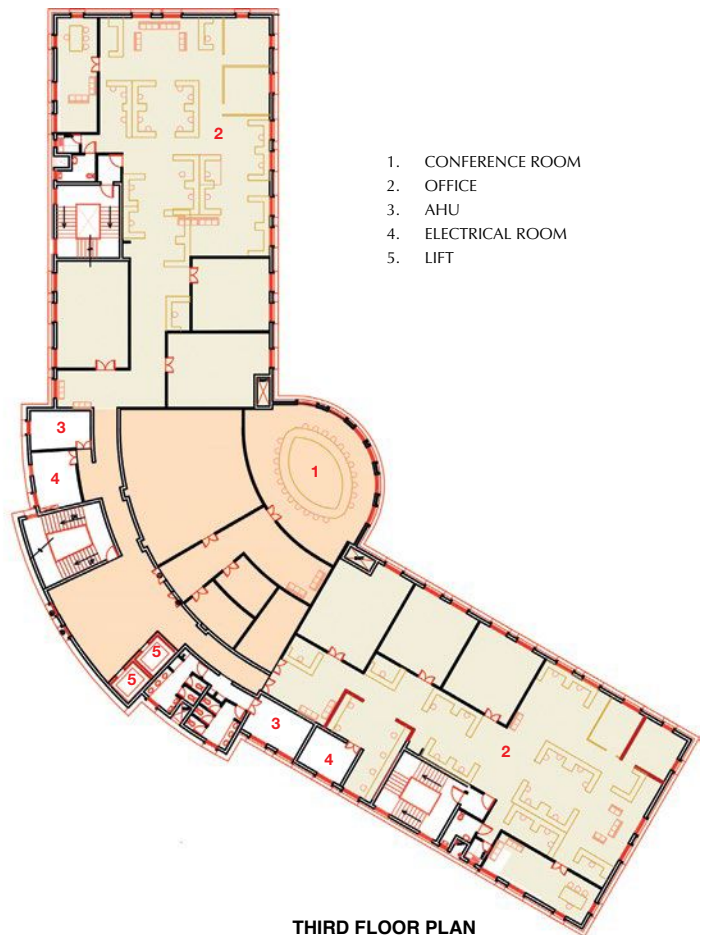 2
1. CONFERENCE ROOM
2. OFFICE
3. AHU
4. ELECTRICAL ROOM
5. LIFT
3
1
4
5
5
3
2
4
THIRD FLOOR PLAN